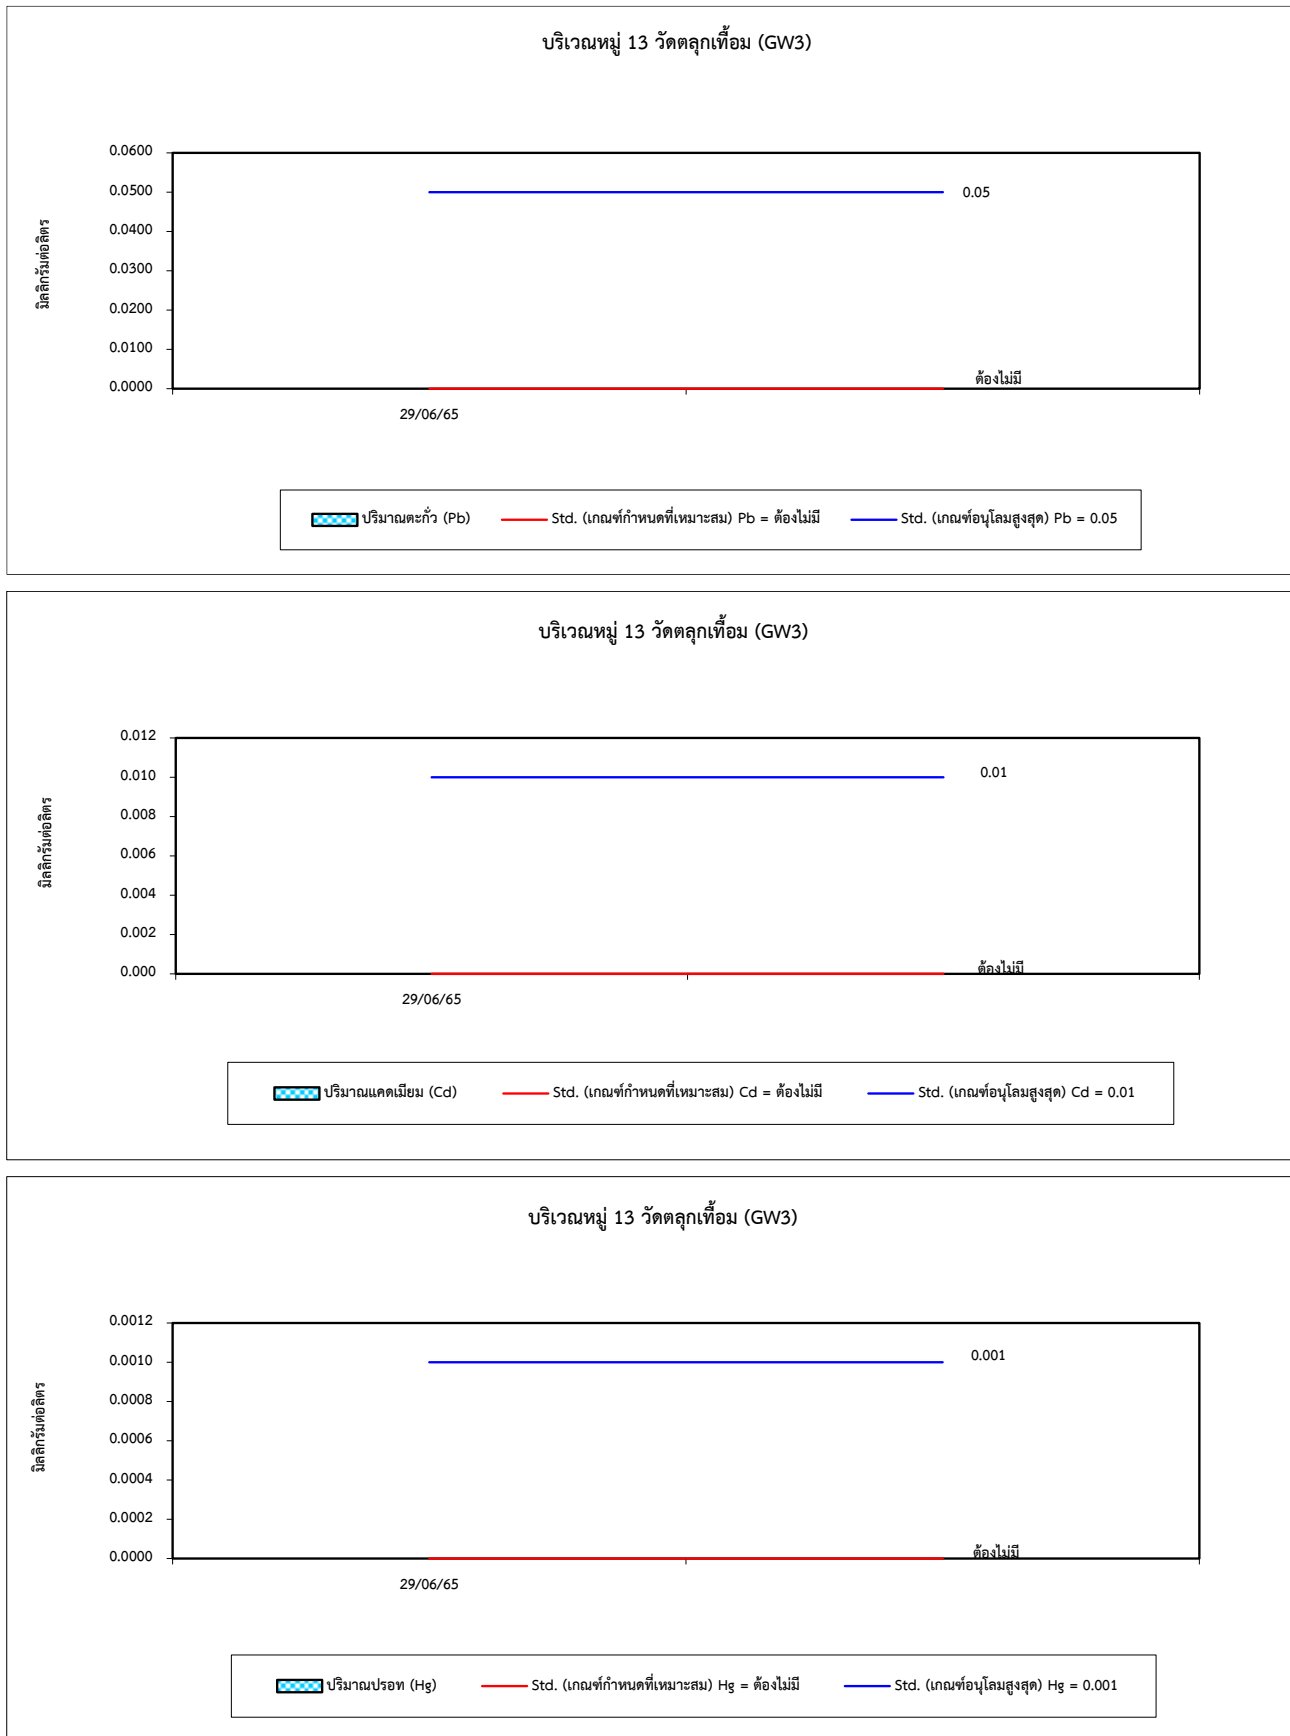 บริเวณหมู่ 13 วัดตลุกเทื้อม (GW3)
มิลลิกรัมต่อลิตร
0.0600
0.0500
0.0400
0.0300
0.0200
0.0100
0.0000
0.05
ต้องไม่มี
29/06/65
ปริมาณตะกั่ว (Pb) Std. (เกณฑ์กำหนดที่เหมาะสม) Pb = ต้องไม่มี Std. (เกณฑ์อนุโลมสูงสุด) Pb = 0.05
บริเวณหมู่ 13 วัดตลุกเทื้อม (GW3)
มิลลิกรัมต่อลิตร
0.012
0.010
0.008
0.006
0.004
0.002
0.000
0.01
ต้องไม่มี
29/06/65
ปริมาณแคดเมียม (Cd) Std. (เกณฑ์กำหนดที่เหมาะสม) Cd = ต้องไม่มี Std. (เกณฑ์อนุโลมสูงสุด) Cd = 0.01
บริเวณหมู่ 13 วัดตลุกเทื้อม (GW3)
มิลลิกรัมต่อลิตร
0.0012
0.0010
0.0008
0.0006
0.0004
0.0002
0.0000
0.001
ต้องไม่มี
29/06/65
ปริมาณปรอท (Hg) Std. (เกณฑ์กำหนดที่เหมาะสม) Hg = ต้องไม่มี Std. (เกณฑ์อนุโลมสูงสุด) Hg = 0.001